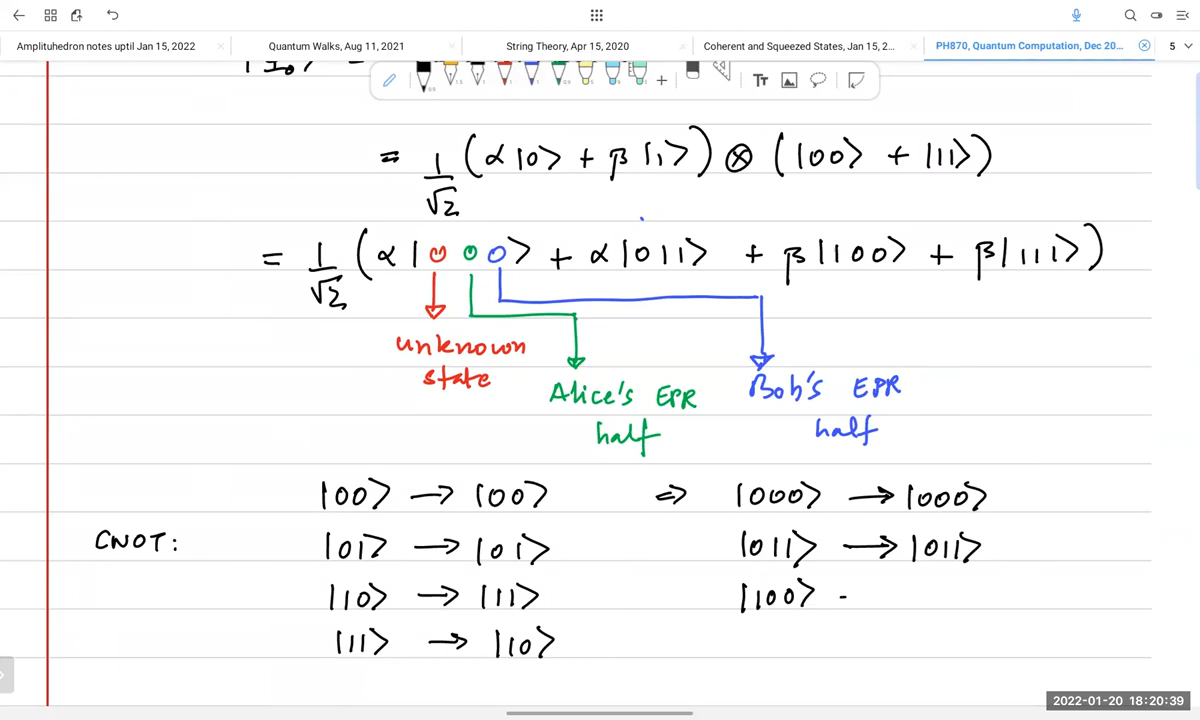 Amplituhedron notes uptil Jan 15, 2022 Quantum Walks, Aug 11, 2021 String Theory, Apr 15, 2020 Coherent and Squeezed States, Jan 15, 2... PH870, Quantum Computation, Dec 20... 5
Tt
= 1/√2 (α|0> + β|1>) ⊗ (|00> + |11>)
= 1/√2 (α|000> + α|011> + β|100> + β|111>)
unknown
state
Alice's EPR
half
Bob's EPR
half
|00> → |00> ⇒ |000> → |000>
CNOT: |01> → |01> |011> → |011>
|10> → |11> |100> -
|11> → |10>
2022-01-20 18:20:39